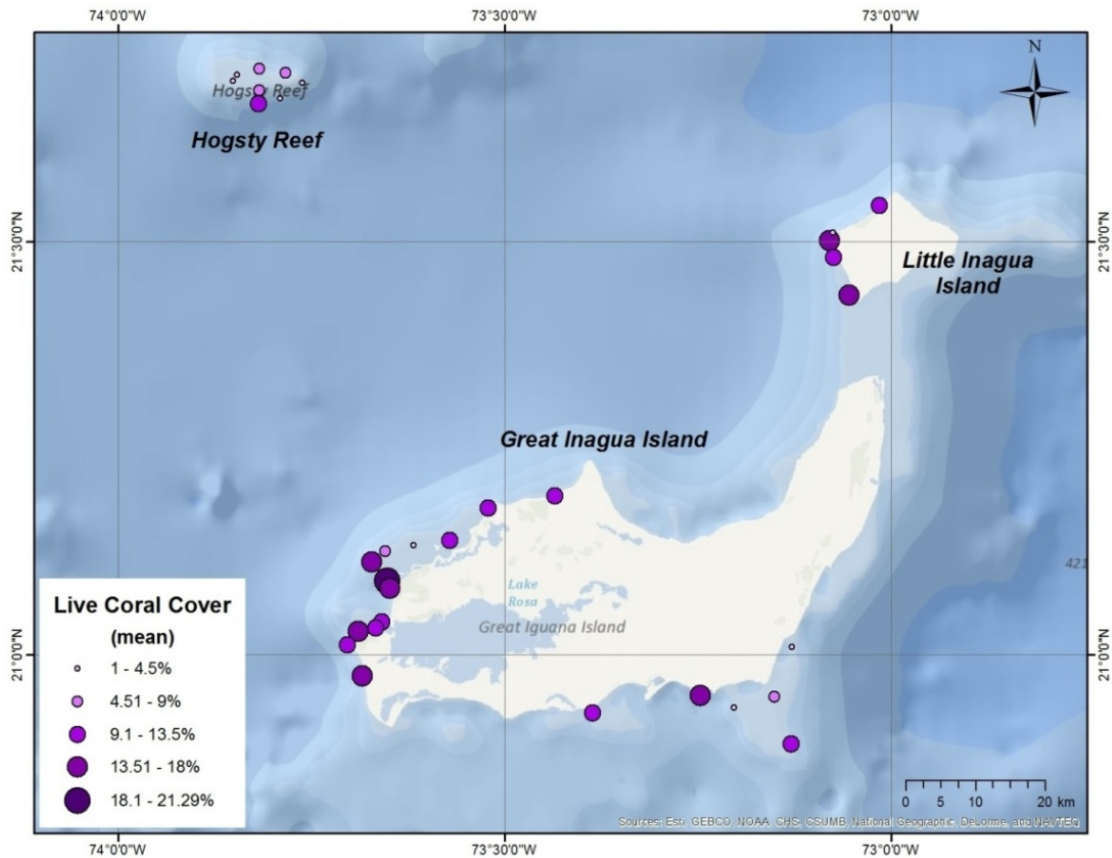 74°0'0"W
73°30'0"W
73°0'0"W
N
Hogsty Reef
Hogsty Reef
21°30'0"N
21°30'0"N
Little Inagua
Island
Great Inagua Island
421
Lake
Rosa
Great Iguana Island
Live Coral Cover
(mean)
1 - 4.5%
4.51 - 9%
9.1 - 13.5%
13.51 - 18%
18.1 - 21.29%
21°0'0"N
21°0'0"N
0 5 10 20 km
Sources: Esri, GEBCO, NOAA, CHS, CSUMB, National Geographic, DeLorme, and NAVTEQ
74°0'0"W
73°30'0"W
73°0'0"W